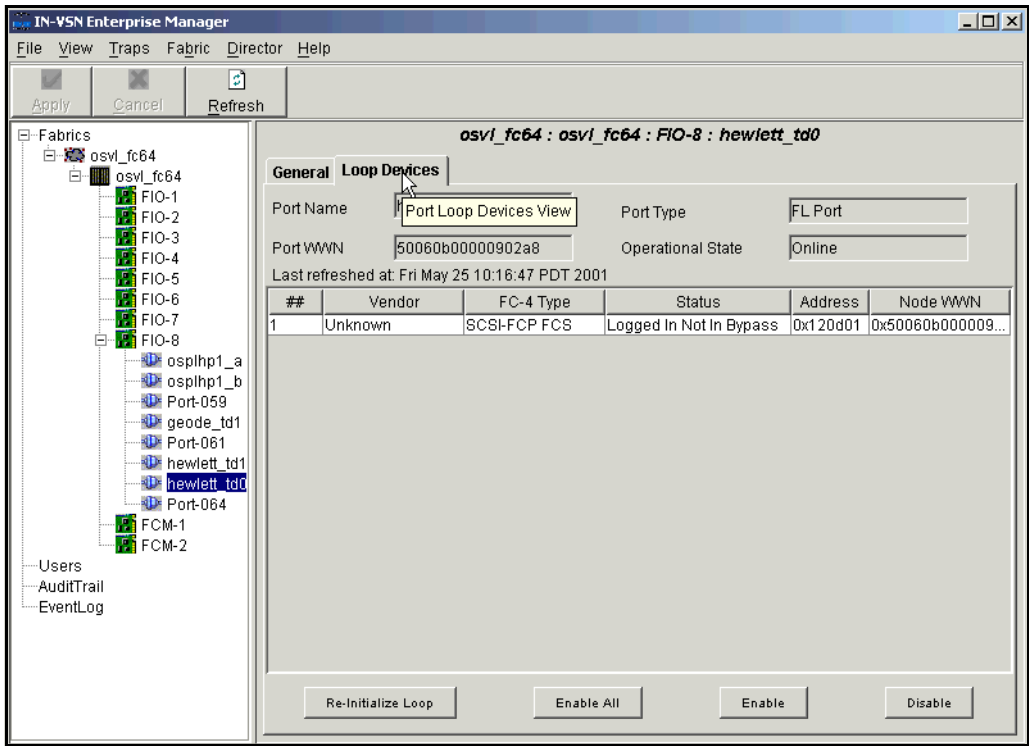 IN-VSN Enterprise Manager
File View Traps Fabric Director Help
Apply Cancel Refresh
Fabrics
osvl_fc64
osvl_fc64
FIO-1
FIO-2
FIO-3
FIO-4
FIO-5
FIO-6
FIO-7
FIO-8
osplhp1_a
osplhp1_b
Port-059
geode_td1
Port-061
hewlett_td1
hewlett_td0
Port-064
FCM-1
FCM-2
Users
AuditTrail
EventLog
osvl_fc64 : osvl_fc64 : FIO-8 : hewlett_td0
General Loop Devices
Port Name Port Type FL Port
Port Loop Devices View
Port WWN 50060b00000902a8 Operational State Online
Last refreshed at: Fri May 25 10:16:47 PDT 2001
## Vendor FC-4 Type Status Address Node WWN
1 Unknown SCSI-FCP FCS Logged In Not In Bypass 0x120d01 0x50060b000009...
Re-Initialize Loop Enable All Enable Disable